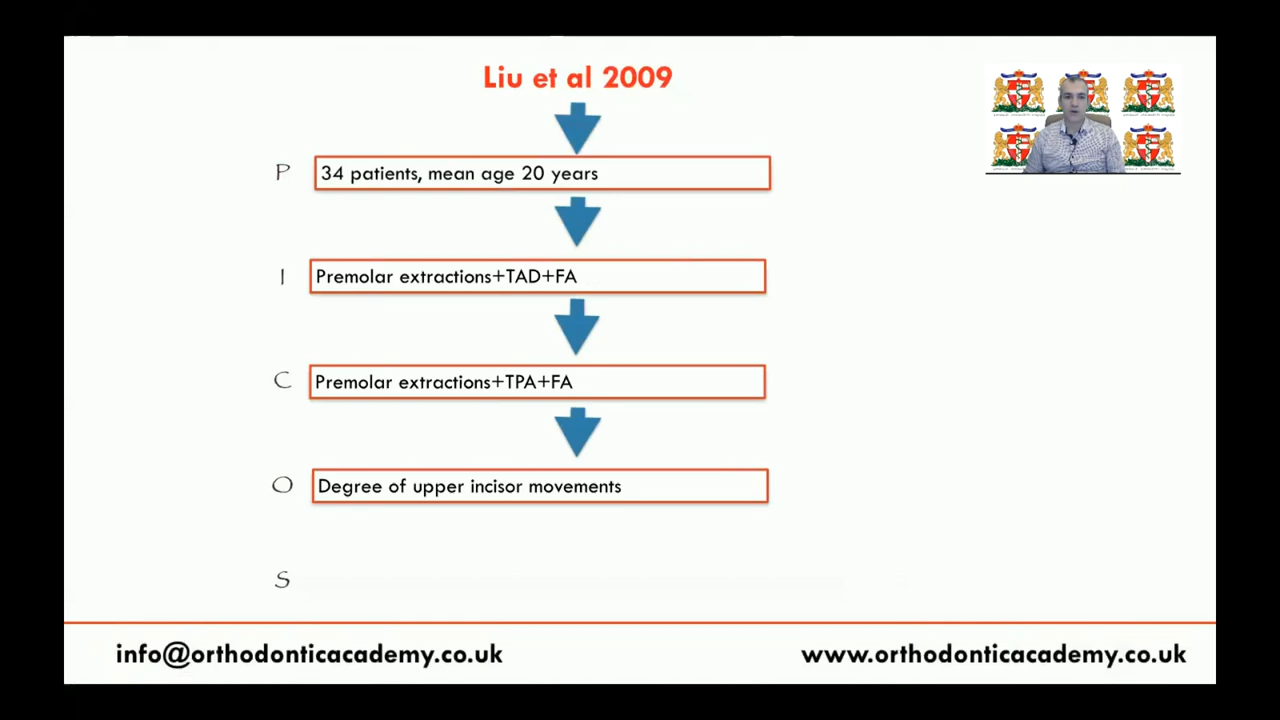 Liu et al 2009
P
34 patients, mean age 20 years
I
Premolar extractions+TAD+FA
C
Premolar extractions+TPA+FA
O
Degree of upper incisor movements
S
info@orthodonticacademy.co.uk
www.orthodonticacademy.co.uk